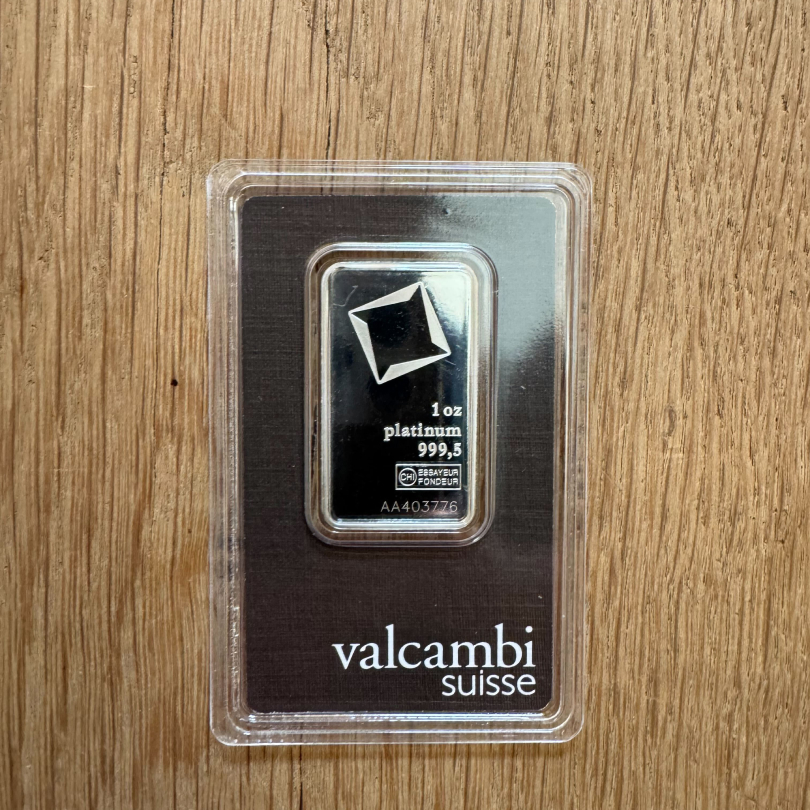 1 oz
platinum
999,5
CHI ESSAYEUR
FONDEUR
AA403776
valcambi
suisse